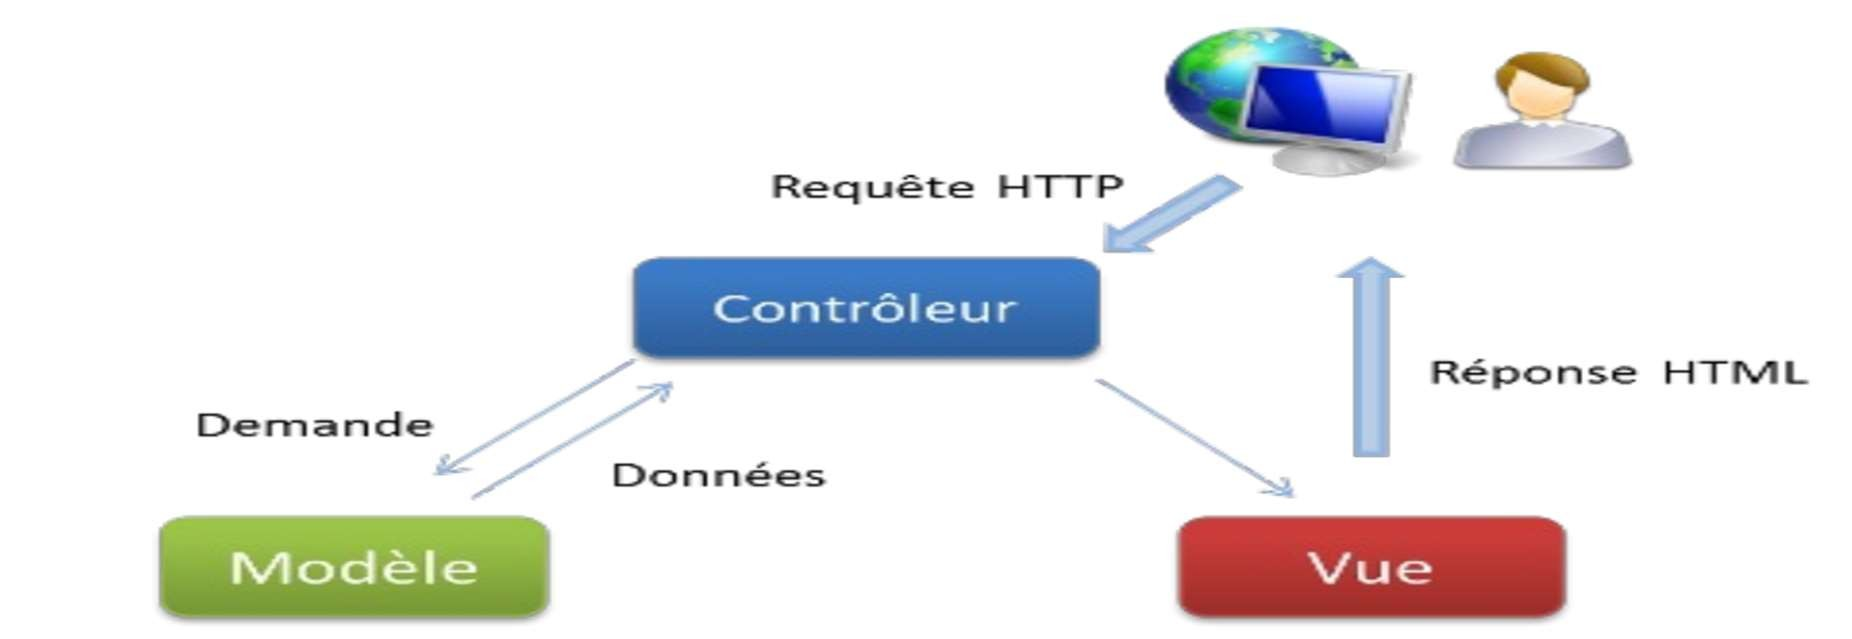 Requête HTTP
Contrôleur
Réponse HTML
Demande
Données
Modèle
Vue